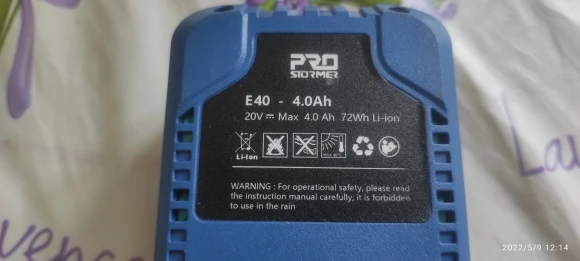 PRO
STORMER
E40 - 4.0Ah
20V ⎓ Max 4.0 Ah 72Wh Li-ion
Li-Ion
WARNING : For operational safety, please read
the instruction manual carefully, it is forbidden
to use in the rain
2022/5/9 12:14